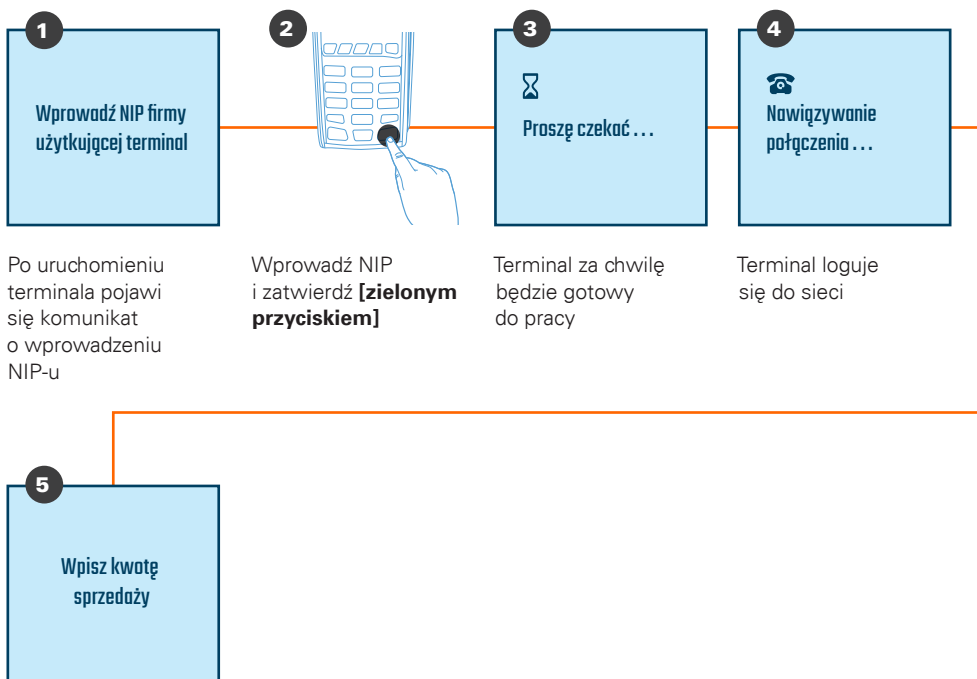 1
Wprowadź NIP firmy
użytkującej terminal
Po uruchomieniu
terminala pojawi
się komunikat
o wprowadzeniu
NIP-u
2
Wprowadź NIP
i zatwierdź [zielonym
przyciskiem]
3
Proszę czekać . . .
Terminal za chwilę
będzie gotowy
do pracy
4
Nawiązywanie
połączenia . . .
Terminal loguje
się do sieci
5
Wpisz kwotę
sprzedaży